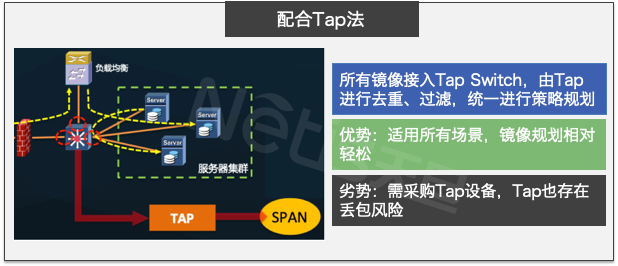 配合Tap法
负载均衡
Server
Server
Server
服务器集群
TAP
SPAN
所有镜像接入Tap Switch，由Tap
进行去重、过滤，统一进行策略规划
优势：适用所有场景，镜像规划相对
轻松
劣势：需采购Tap设备，Tap也存在
丢包风险